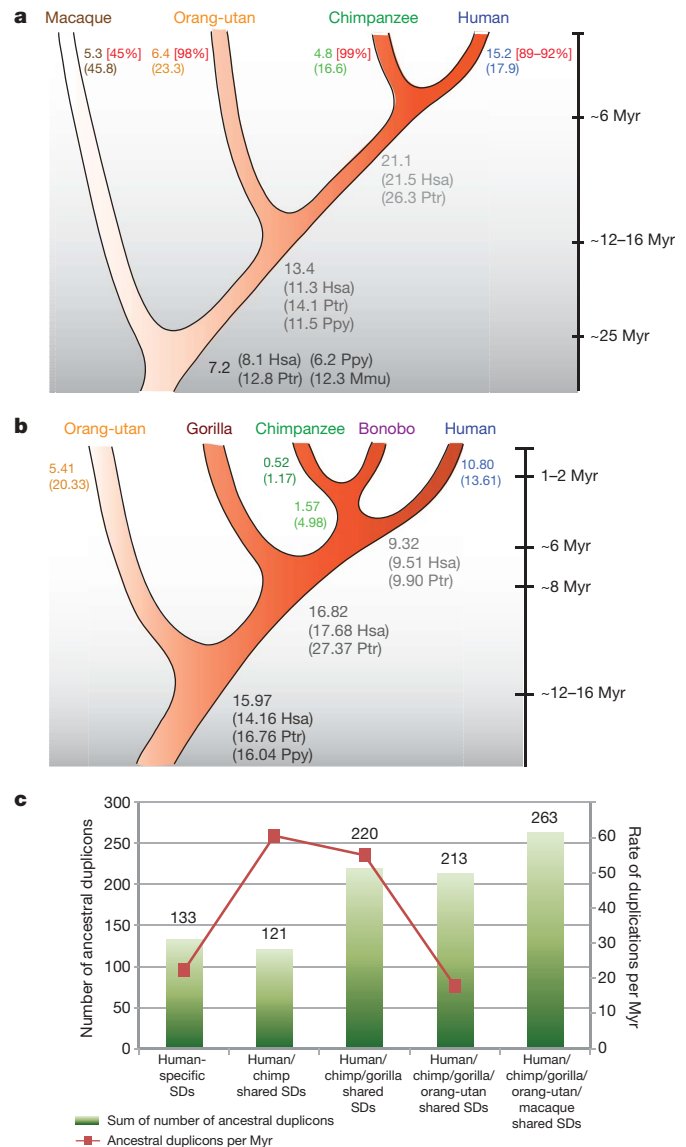 a
Macaque Orang-utan Chimpanzee Human
5.3 [45%] 6.4 [98%] 4.8 [99%] 15.2 [89–92%]
(45.8) (23.3) (16.6) (17.9)
~6 Myr
21.1
(21.5 Hsa)
(26.3 Ptr)
~12–16 Myr
13.4
(11.3 Hsa)
(14.1 Ptr)
(11.5 Ppy)
~25 Myr
7.2 (8.1 Hsa) (6.2 Ppy)
(12.8 Ptr) (12.3 Mmu)
b
Orang-utan Gorilla Chimpanzee Bonobo Human
5.41 0.52 10.80
(20.33) (1.17) (13.61)
1–2 Myr
1.57
(4.98)
9.32
(9.51 Hsa)
(9.90 Ptr)
~6 Myr
~8 Myr
16.82
(17.68 Hsa)
(27.37 Ptr)
~12–16 Myr
15.97
(14.16 Hsa)
(16.76 Ptr)
(16.04 Ppy)
c
Number of ancestral duplicons
300
250
200
150
100
50
0
133
121
220
213
263
60
50
40
30
20
10
0
Rate of duplications per Myr
Human-
specific
SDs
Human/
chimp
shared SDs
Human/
chimp/gorilla
shared
SDs
Human/
chimp/gorilla/
orang-utan
shared SDs
Human/
chimp/gorilla/
orang-utan/
macaque
shared SDs
Sum of number of ancestral duplicons
Ancestral duplicons per Myr